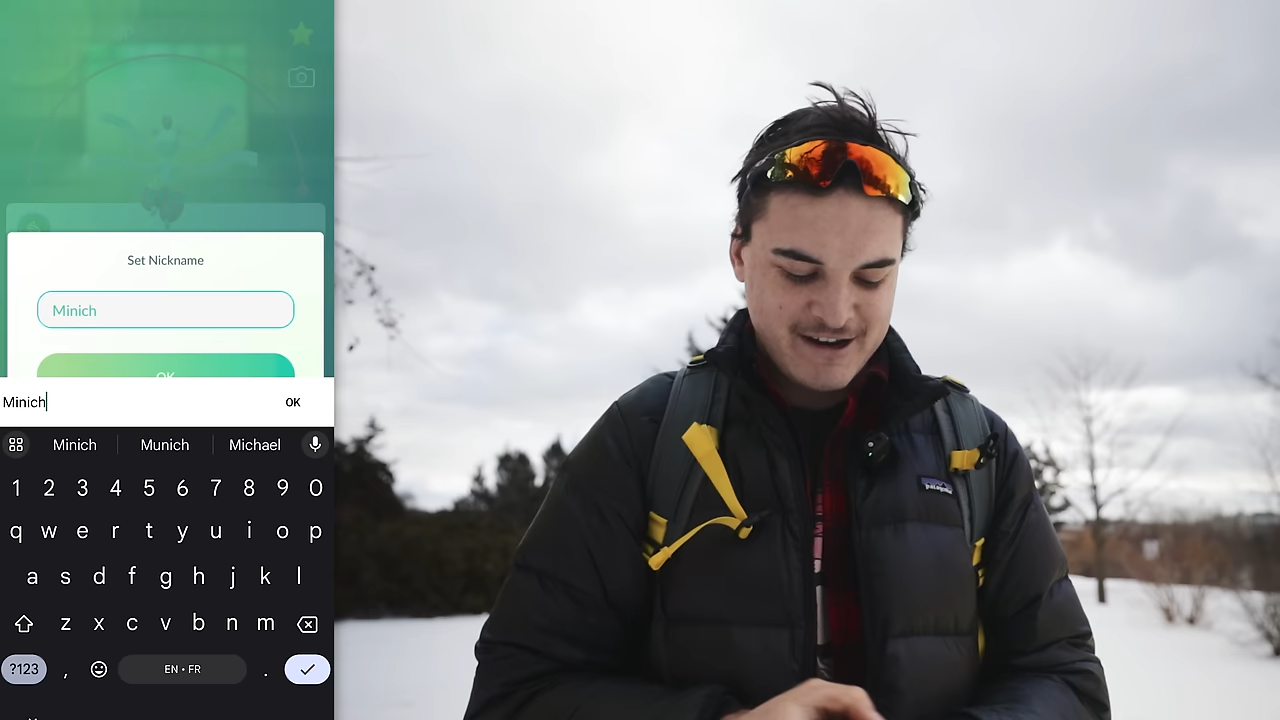 Set Nickname
Minich
OK
Minich OK
Minich Munich Michael
1 2 3 4 5 6 7 8 9 0
q w e r t y u i o p
a s d f g h j k l
z x c v b n m
?123 , EN • FR .
patagonia